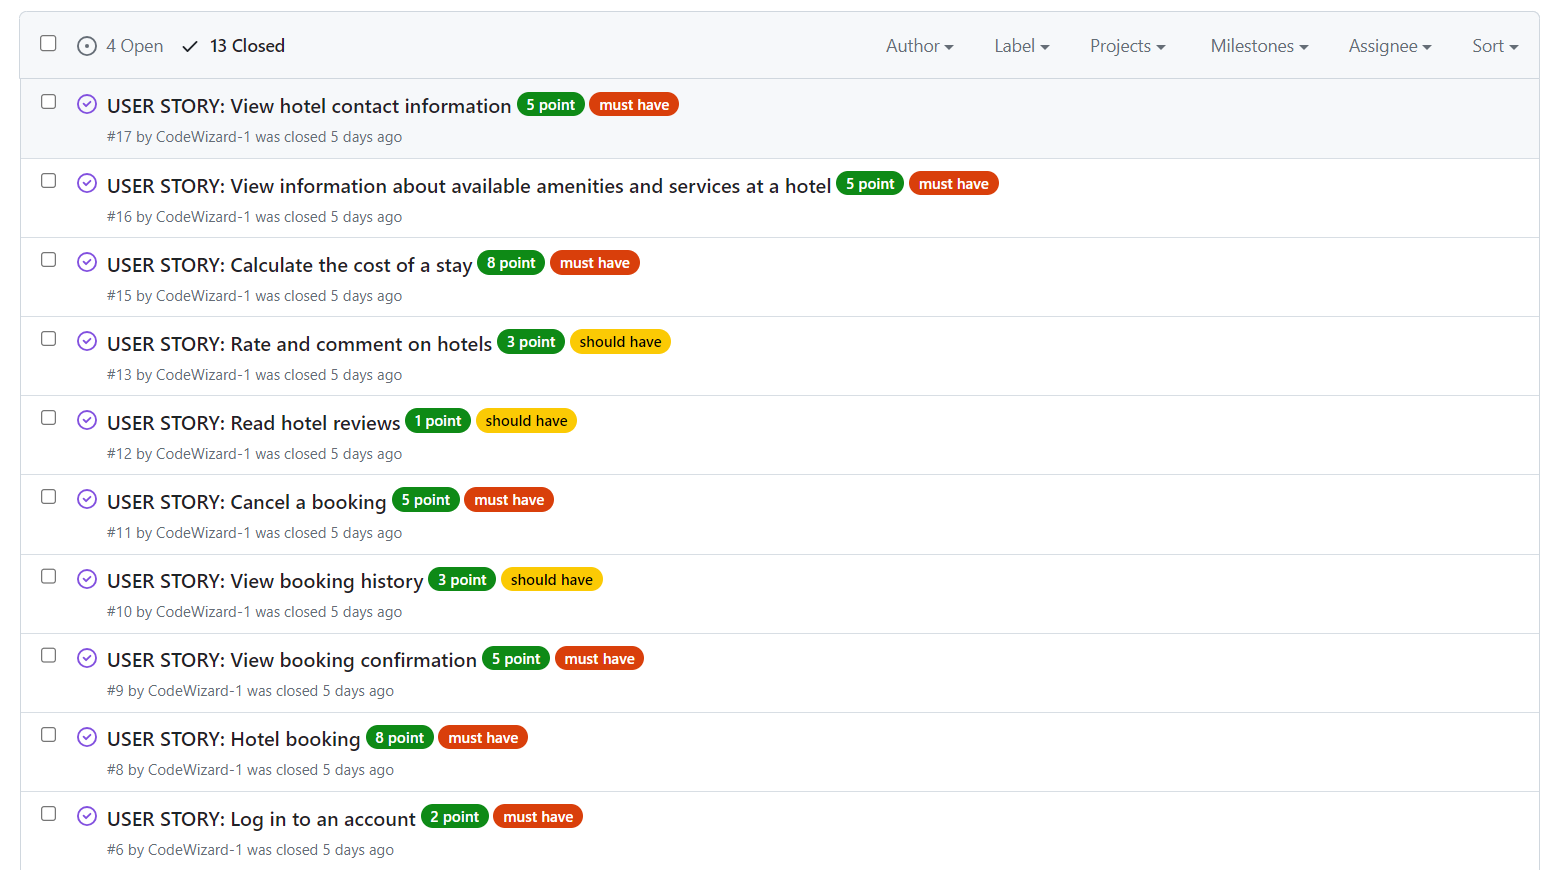 4 Open 13 Closed Author Label Projects Milestones Assignee Sort
USER STORY: View hotel contact information 5 point must have
#17 by CodeWizard-1 was closed 5 days ago
USER STORY: View information about available amenities and services at a hotel 5 point must have
#16 by CodeWizard-1 was closed 5 days ago
USER STORY: Calculate the cost of a stay 8 point must have
#15 by CodeWizard-1 was closed 5 days ago
USER STORY: Rate and comment on hotels 3 point should have
#13 by CodeWizard-1 was closed 5 days ago
USER STORY: Read hotel reviews 1 point should have
#12 by CodeWizard-1 was closed 5 days ago
USER STORY: Cancel a booking 5 point must have
#11 by CodeWizard-1 was closed 5 days ago
USER STORY: View booking history 3 point should have
#10 by CodeWizard-1 was closed 5 days ago
USER STORY: View booking confirmation 5 point must have
#9 by CodeWizard-1 was closed 5 days ago
USER STORY: Hotel booking 8 point must have
#8 by CodeWizard-1 was closed 5 days ago
USER STORY: Log in to an account 2 point must have
#6 by CodeWizard-1 was closed 5 days ago